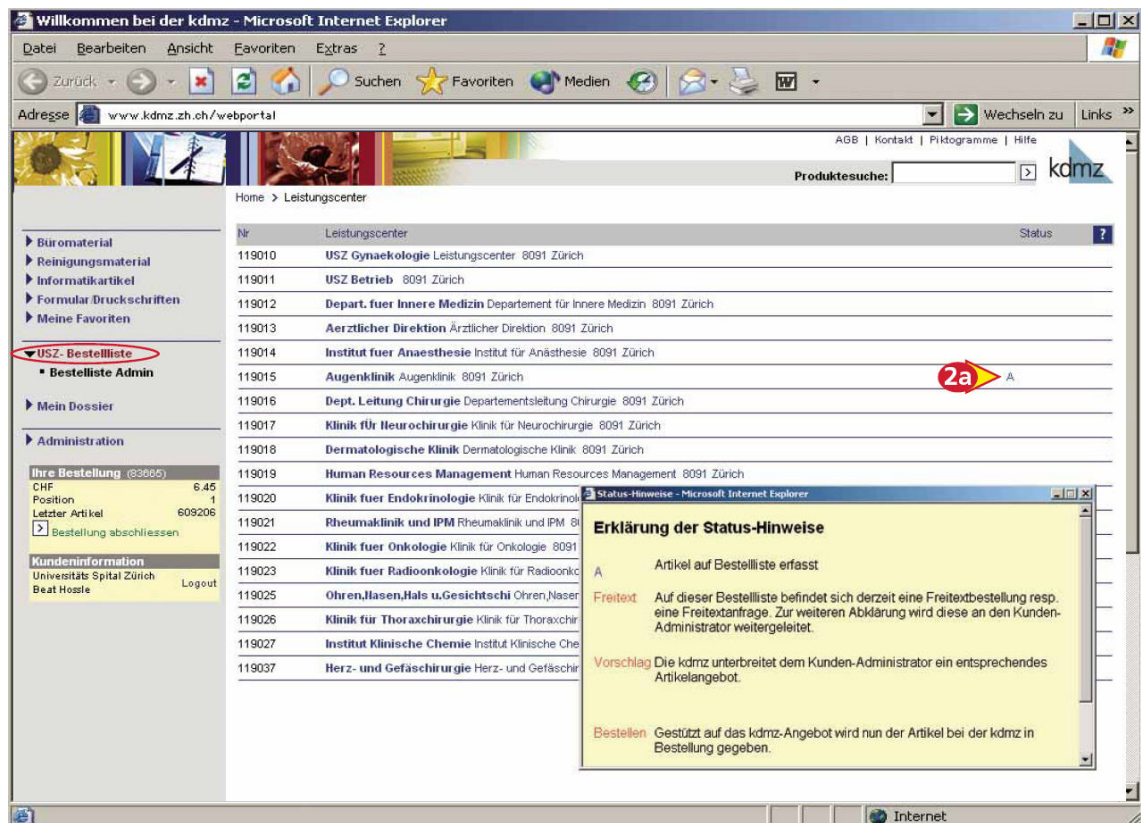 Willkommen bei der kdmz - Microsoft Internet Explorer
Datei Bearbeiten Ansicht Favoriten Extras ?
Zurück Suchen Favoriten Medien
Adresse www.kdmz.zh.ch/webportal Wechseln zu Links »
AGB | Kontakt | Piktogramme | Hilfe
Produktesuche: kdmz
Home > Leistungscenter
Büromaterial
Reinigungsmaterial
Informatikartikel
Formular/Druckschriften
Meine Favoriten
USZ- Bestellliste
Bestelliste Admin
Mein Dossier
Administration
Ihre Bestellung (83665)
CHF 6.45
Position 1
Letzter Artikel 609206
Bestellung abschliessen
Kundeninformation
Universitäts Spital Zürich
Beat Hossle
Logout
Nr Leistungscenter Status ?
119010 USZ Gynaekologie Leistungscenter 8091 Zürich
119011 USZ Betrieb 8091 Zürich
119012 Depart. fuer Innere Medizin Departement für Innere Medizin 8091 Zürich
119013 Aerztlicher Direktion Ärztlicher Direktion 8091 Zürich
119014 Institut fuer Anaesthesie Institut für Anästhesie 8091 Zürich
119015 Augenklinik Augenklinik 8091 Zürich 2a A
119016 Dept. Leitung Chirurgie Departementsleitung Chirurgie 8091 Zürich
119017 Klinik fÜr Neurochirurgie Klinik für Neurochirurgie 8091 Zürich
119018 Dermatologische Klinik Dermatologische Klinik 8091 Zürich
119019 Human Resources Management Human Resources Management 8091 Zürich
119020 Klinik fuer Endokrinologie Klinik für Endokrinol
119021 Rheumaklinik und IPM Rheumaklinik und IPM 8
119022 Klinik fuer Onkologie Klinik für Onkologie 8091
119023 Klinik fuer Radioonkologie Klinik für Radioonko
119025 Ohren,Nasen,Hals u.Gesichtschi Ohren,Nasen
119026 Klinik für Thoraxchirurgie Klinik für Thoraxchir
119027 Institut Klinische Chemie Institut Klinische Che
119037 Herz- und Gefäschirurgie Herz- und Gefäschir
Status-Hinweise - Microsoft Internet Explorer
Erklärung der Status-Hinweise
A Artikel auf Bestellliste erfasst
Freitext Auf dieser Bestellliste befindet sich derzeit eine Freitextbestellung resp.
eine Freitextanfrage. Zur weiteren Abklärung wird diese an den Kunden-
Administrator weitergeleitet.
Vorschlag Die kdmz unterbreitet dem Kunden-Administrator ein entsprechendes
Artikelangebot.
Bestellen Gestützt auf das kdmz-Angebot wird nun der Artikel bei der kdmz in
Bestellung gegeben.
Internet